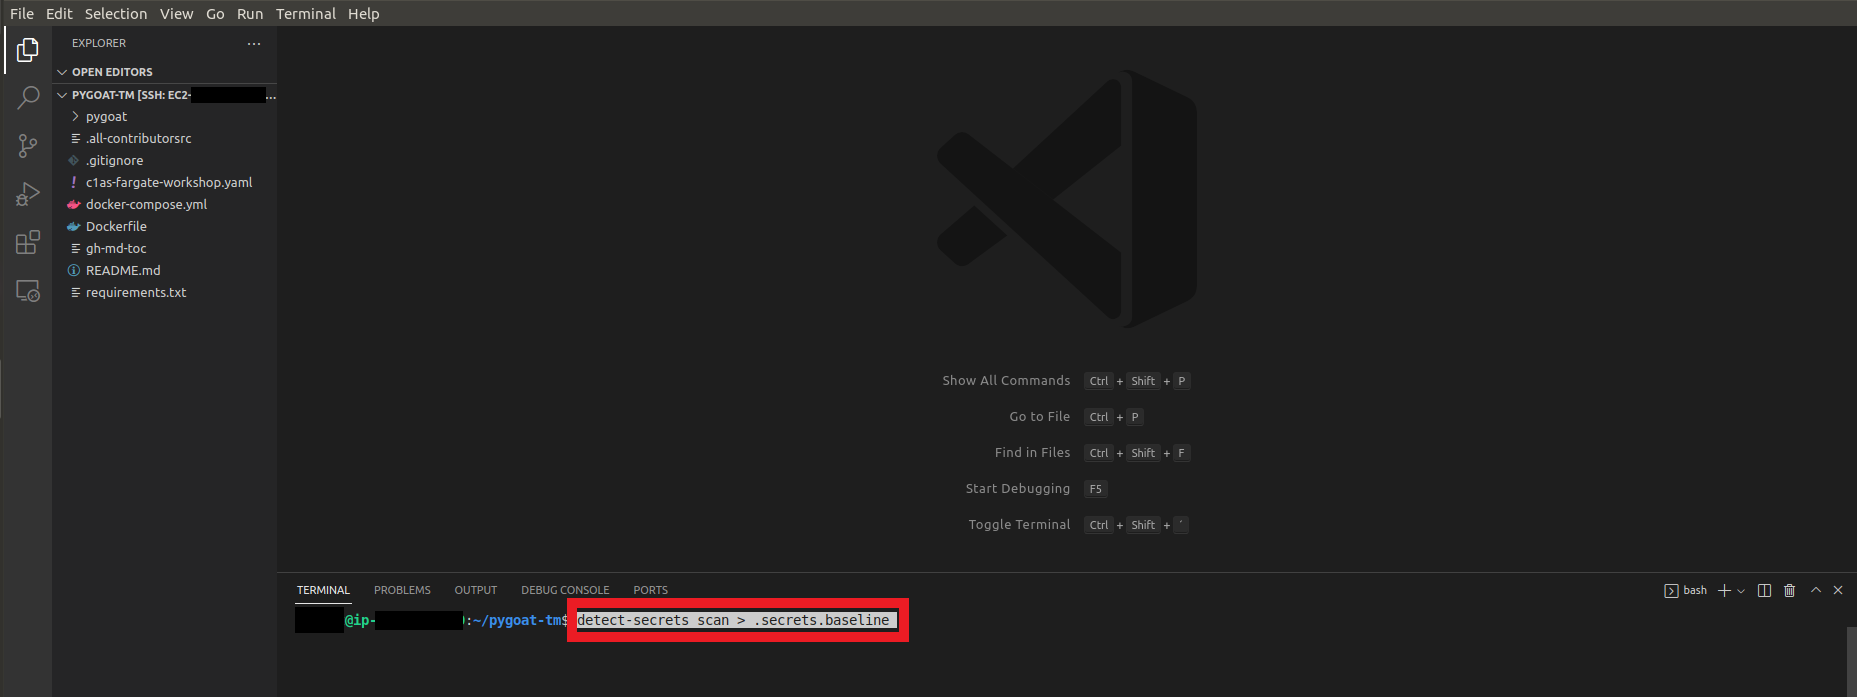 File Edit Selection View Go Run Terminal Help
EXPLORER ...
OPEN EDITORS
PYGOAT-TM [SSH: EC2- ...
pygoat
.all-contributorsrc
.gitignore
! c1as-fargate-workshop.yaml
docker-compose.yml
Dockerfile
gh-md-toc
README.md
requirements.txt
Show All Commands Ctrl + Shift + P
Go to File Ctrl + P
Find in Files Ctrl + Shift + F
Start Debugging F5
Toggle Terminal Ctrl + Shift + ´
TERMINAL PROBLEMS OUTPUT DEBUG CONSOLE PORTS bash
@ip- :~/pygoat-tm$ detect-secrets scan > .secrets.baseline